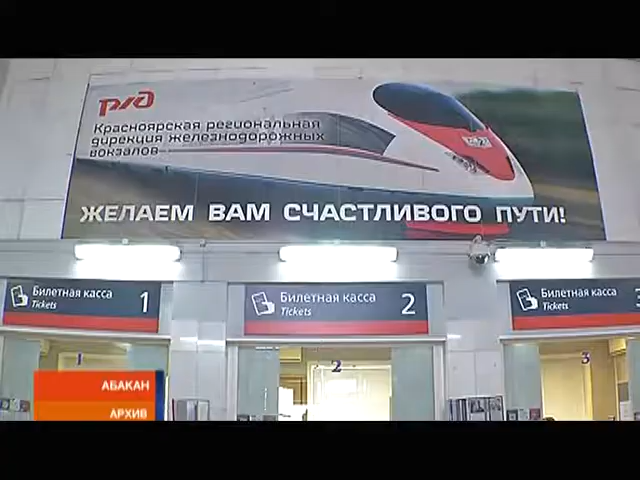 РЖД
Красноярская региональная
дирекция железнодорожных
вокзалов
ЖЕЛАЕМ ВАМ СЧАСТЛИВОГО ПУТИ!
Билетная касса 1
Tickets
Билетная касса 2
Tickets
Билетная касса 3
Tickets
1
2
3
АБАКАН
АРХИВ